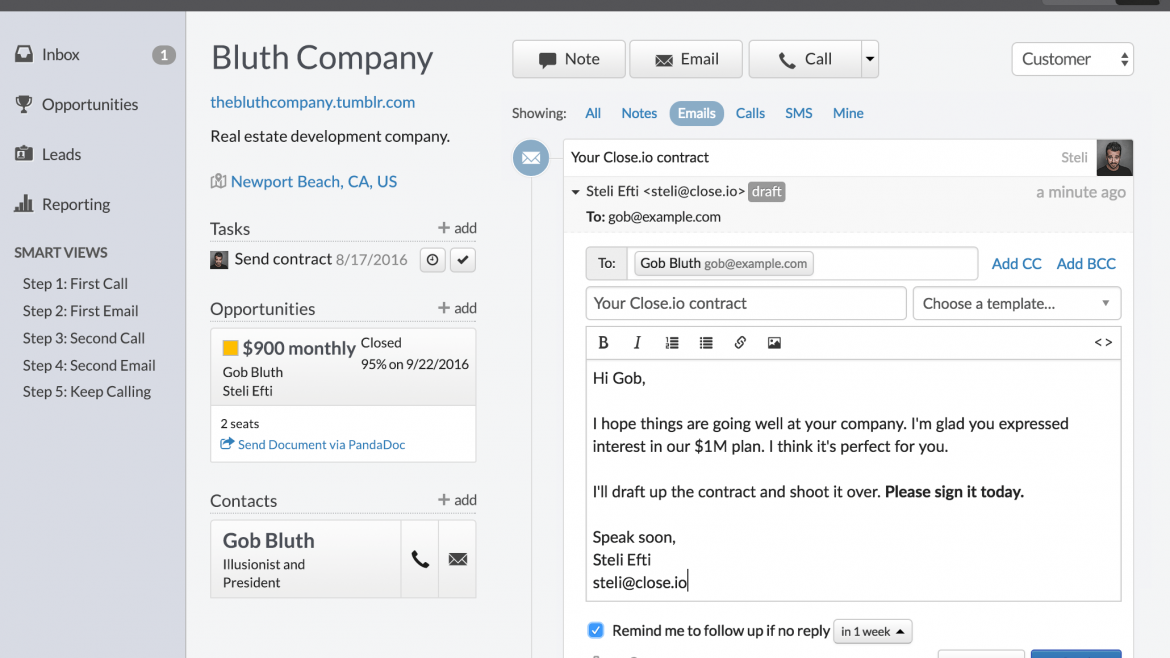 Inbox
1
Opportunities
Leads
Reporting
SMART VIEWS
Step 1: First Call
Step 2: First Email
Step 3: Second Call
Step 4: Second Email
Step 5: Keep Calling
Bluth Company
thebluthcompany.tumblr.com
Real estate development company.
Newport Beach, CA, US
Tasks
+ add
Send contract 8/17/2016
Opportunities
+ add
$900 monthly
Closed
95% on 9/22/2016
Gob Bluth
Steli Efti
2 seats
Send Document via PandaDoc
Contacts
+ add
Gob Bluth
Illusionist and
President
Note
Email
Call
Customer
Showing: All Notes Emails Calls SMS Mine
Your Close.io contract
Steli
Steli Efti <steli@close.io> draft
a minute ago
To: gob@example.com
To: Gob Bluth gob@example.com
Add CC Add BCC
Your Close.io contract
Choose a template...
B I <>
Hi Gob,
I hope things are going well at your company. I'm glad you expressed
interest in our $1M plan. I think it's perfect for you.
I'll draft up the contract and shoot it over. Please sign it today.
Speak soon,
Steli Efti
steli@close.io
Remind me to follow up if no reply in 1 week